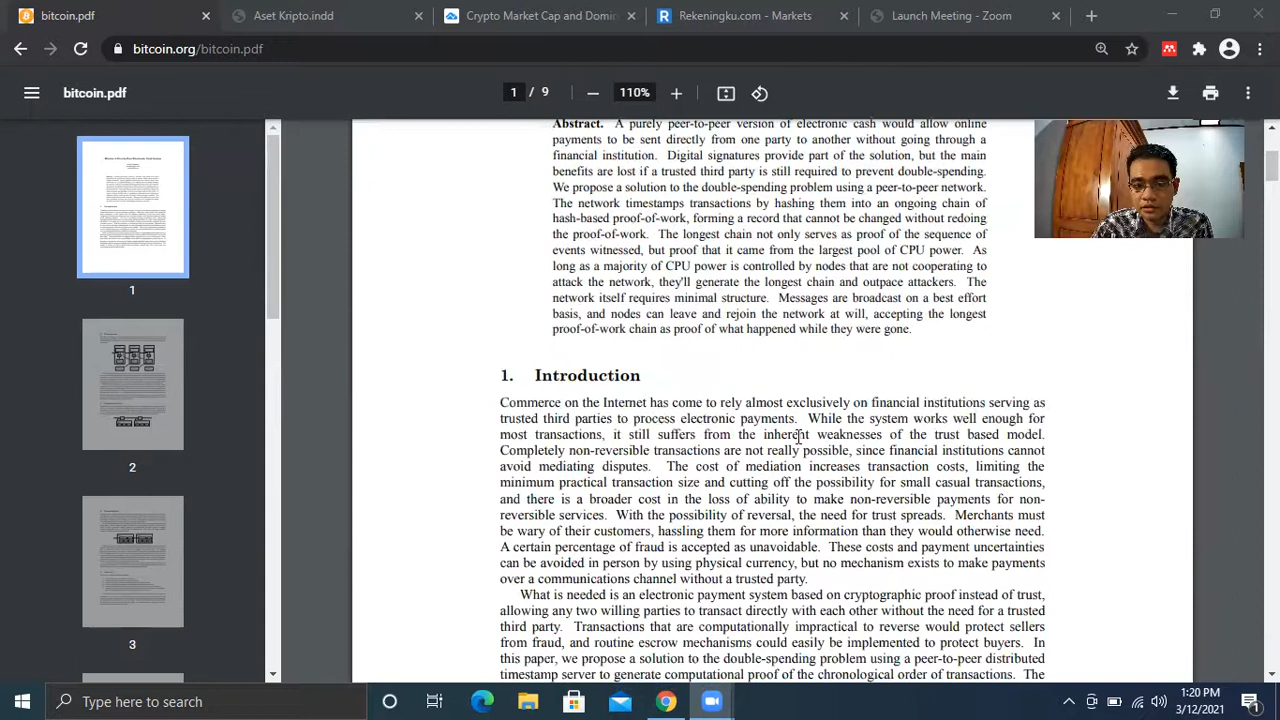 bitcoin.pdf
Aset Kripto.indd
Crypto Market Cap and Domin
Rekeningku.com - Markets
Launch Meeting - Zoom
bitcoin.org/bitcoin.pdf
bitcoin.pdf
1 / 9
110%
Abstract. A purely peer-to-peer version of electronic cash would allow online
payments to be sent directly from one party to another without going through a
financial institution. Digital signatures provide part of the solution, but the main
benefits are lost if a trusted third party is still required to prevent double-spending.
We propose a solution to the double-spending problem using a peer-to-peer network.
The network timestamps transactions by hashing them into an ongoing chain of
hash-based proof-of-work, forming a record that cannot be changed without redoing
the proof-of-work. The longest chain not only serves as proof of the sequence of
events witnessed, but proof that it came from the largest pool of CPU power. As
long as a majority of CPU power is controlled by nodes that are not cooperating to
attack the network, they'll generate the longest chain and outpace attackers. The
network itself requires minimal structure. Messages are broadcast on a best effort
basis, and nodes can leave and rejoin the network at will, accepting the longest
proof-of-work chain as proof of what happened while they were gone.
1. Introduction
Commerce on the Internet has come to rely almost exclusively on financial institutions serving as
trusted third parties to process electronic payments. While the system works well enough for
most transactions, it still suffers from the inherent weaknesses of the trust based model.
Completely non-reversible transactions are not really possible, since financial institutions cannot
avoid mediating disputes. The cost of mediation increases transaction costs, limiting the
minimum practical transaction size and cutting off the possibility for small casual transactions,
and there is a broader cost in the loss of ability to make non-reversible payments for non-
reversible services. With the possibility of reversal, the need for trust spreads. Merchants must
be wary of their customers, hassling them for more information than they would otherwise need.
A certain percentage of fraud is accepted as unavoidable. These costs and payment uncertainties
can be avoided in person by using physical currency, but no mechanism exists to make payments
over a communications channel without a trusted party.
What is needed is an electronic payment system based on cryptographic proof instead of trust,
allowing any two willing parties to transact directly with each other without the need for a trusted
third party. Transactions that are computationally impractical to reverse would protect sellers
from fraud, and routine escrow mechanisms could easily be implemented to protect buyers. In
this paper, we propose a solution to the double-spending problem using a peer-to-peer distributed
timestamp server to generate computational proof of the chronological order of transactions. The
1
2
3
Type here to search
1:20 PM
3/12/2021